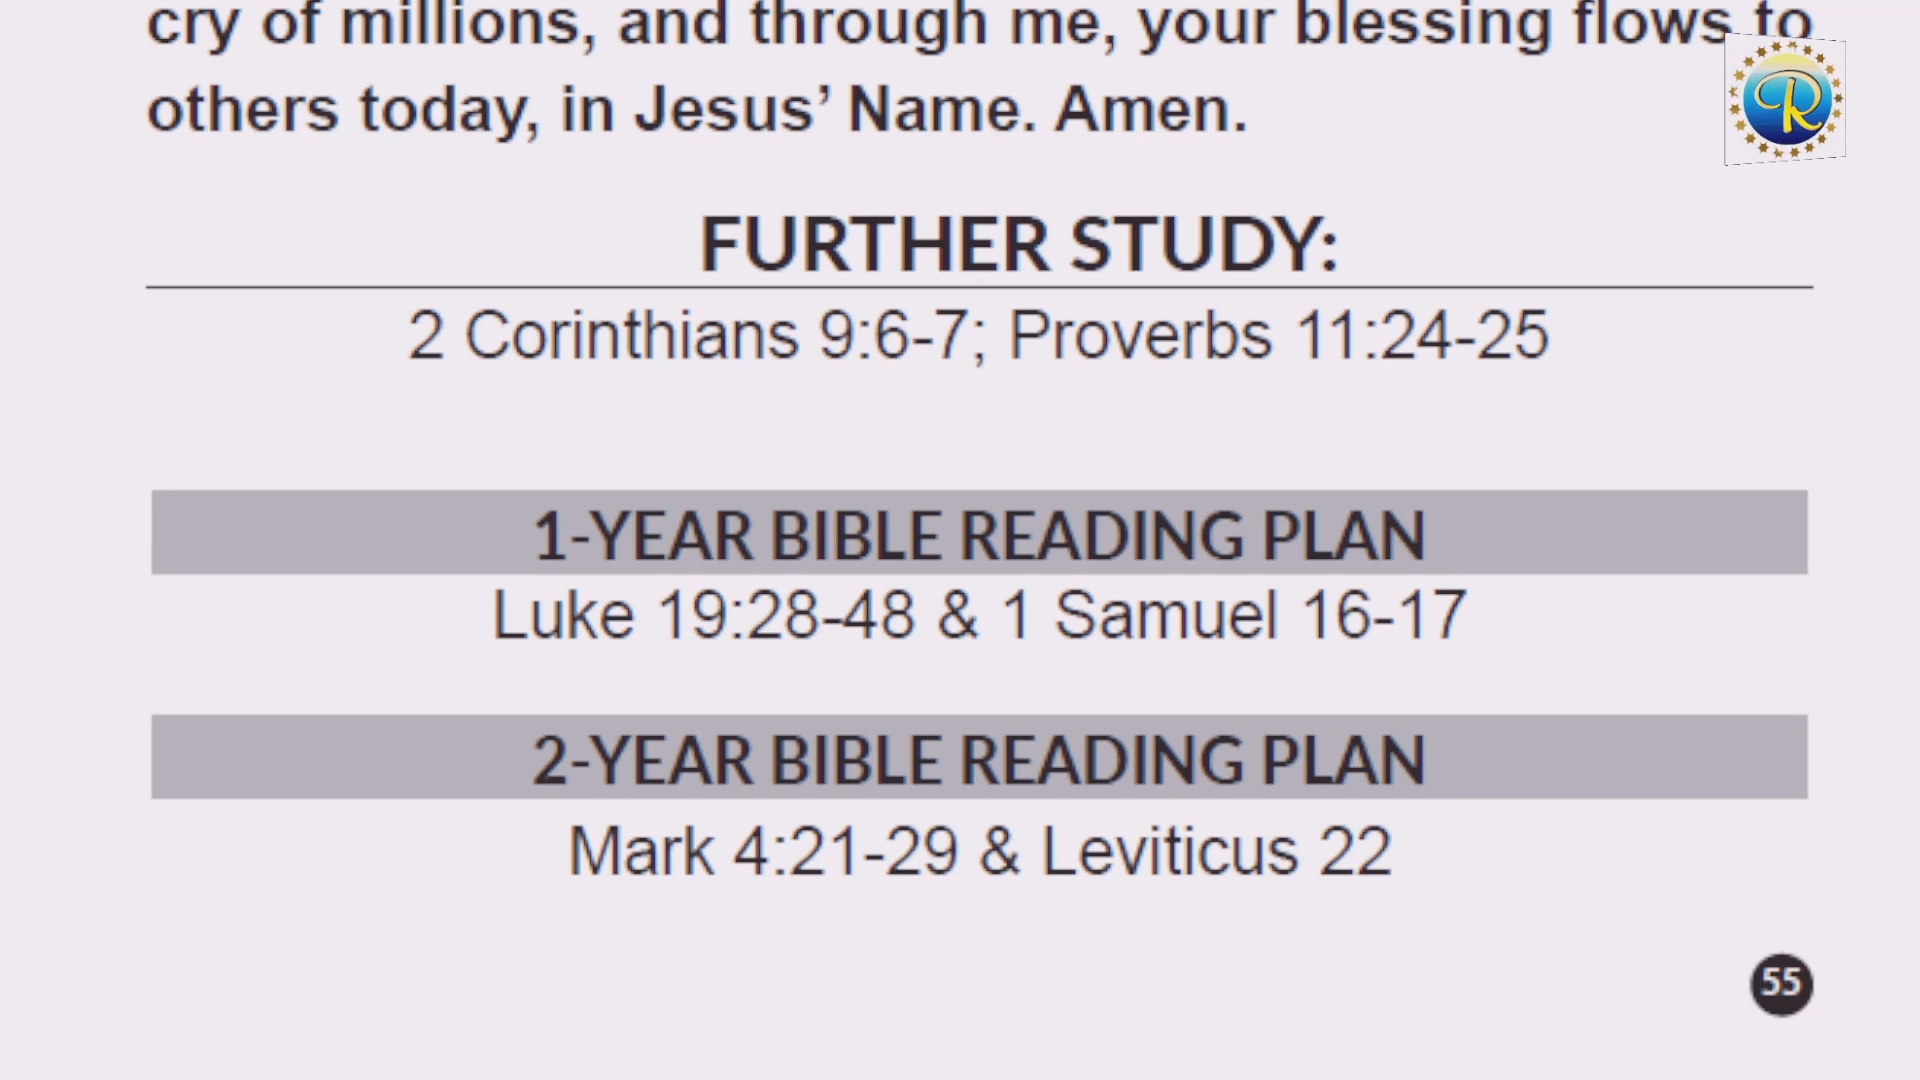 cry of millions, and through me, your blessing flows to
others today, in Jesus’ Name. Amen.
R
FURTHER STUDY:
2 Corinthians 9:6-7; Proverbs 11:24-25
1-YEAR BIBLE READING PLAN
Luke 19:28-48 & 1 Samuel 16-17
2-YEAR BIBLE READING PLAN
Mark 4:21-29 & Leviticus 22
55